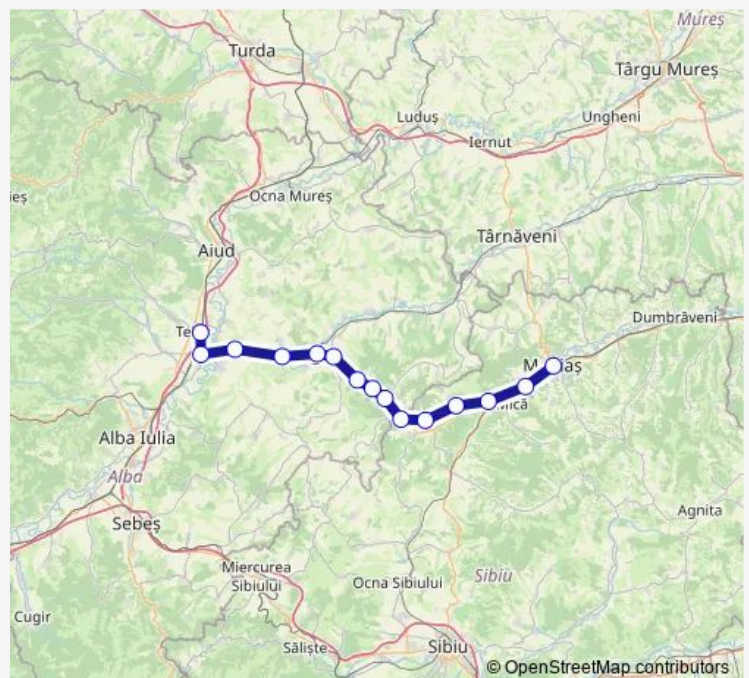 Mureș
Turda
Târgu Mureș
Luduș
Ungheni
Iernut
Ocna Mureș
Târnăveni
Aiud
Dumbrăveni
Alba Iulia
Alba
Sebeș
Agnita
Miercurea
Sibiului
Ocna Sibiului
Sibiu
Cugir
Săliște
Sibiu
© OpenStreetMap contributors